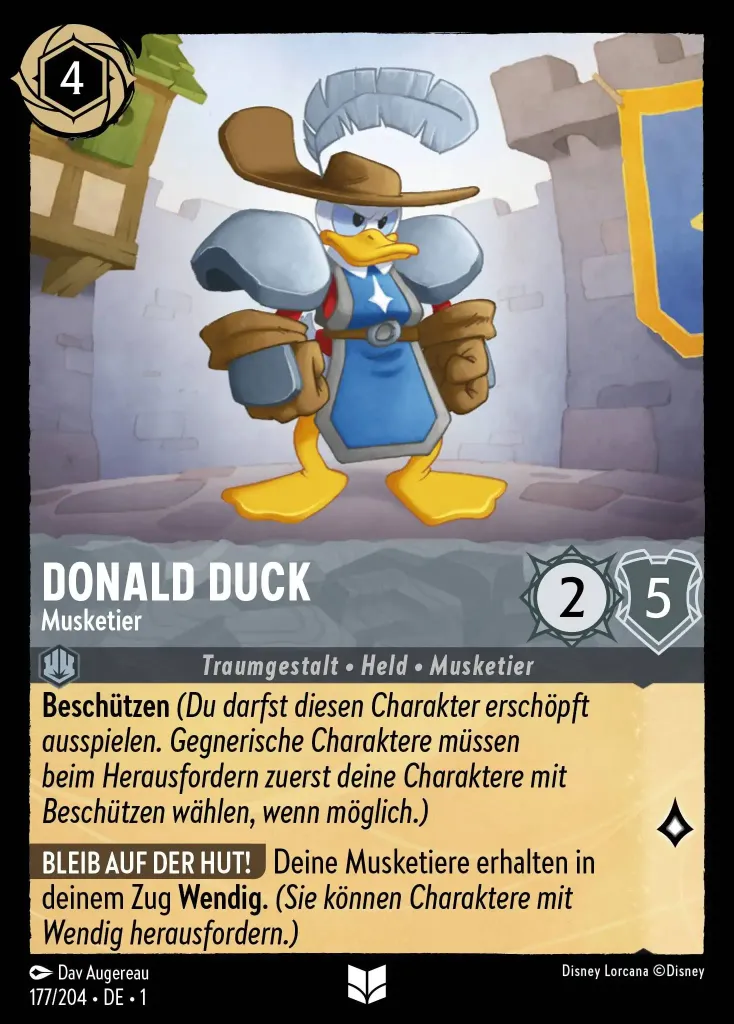 4
DONALD DUCK
Musketier
2
5
Traumgestalt • Held • Musketier
Beschützen (Du darfst diesen Charakter erschöpft
ausspielen. Gegnerische Charaktere müssen
beim Herausfordern zuerst deine Charaktere mit
Beschützen wählen, wenn möglich.)
BLEIB AUF DER HUT! Deine Musketiere erhalten in
deinem Zug Wendig. (Sie können Charaktere mit
Wendig herausfordern.)
Dav Augereau
177/204 • DE • 1
Disney Lorcana ©Disney